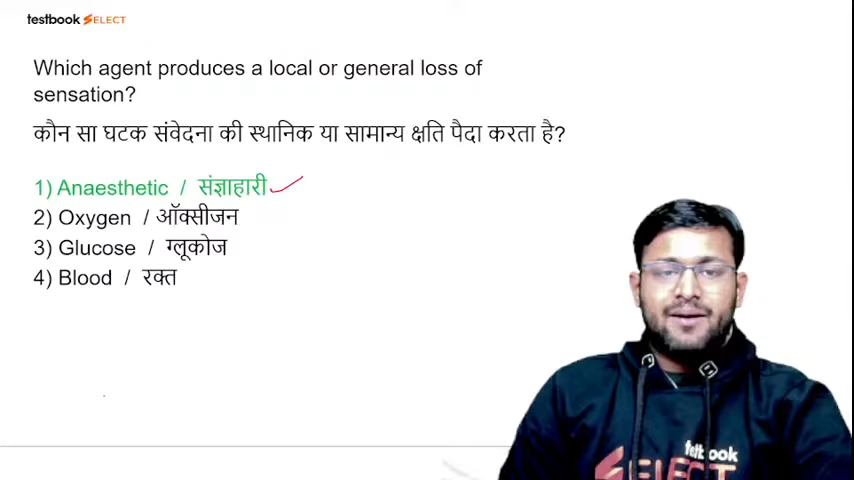 testbook SELECT
Which agent produces a local or general loss of
sensation?
कौन सा घटक संवेदना की स्थानिक या सामान्य क्षति पैदा करता है?
1) Anaesthetic / संज्ञाहारी
2) Oxygen / ऑक्सीजन
3) Glucose / ग्लूकोज
4) Blood / रक्त
testbook
SELECT